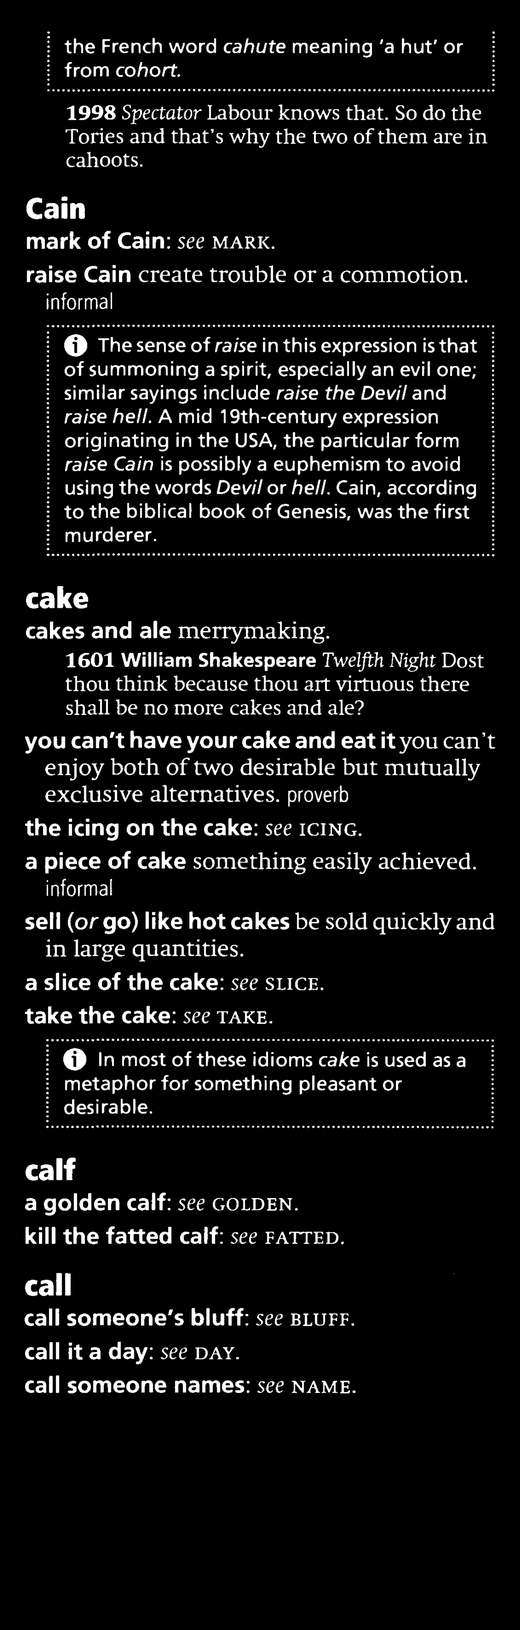 the French word cahute meaning 'a hut' or
from cohort.
1998 Spectator Labour knows that. So do the
Tories and that's why the two of them are in
cahoots.
Cain
mark of Cain: see MARK.
raise Cain create trouble or a commotion.
informal
The sense of raise in this expression is that
of summoning a spirit, especially an evil one;
similar sayings include raise the Devil and
raise hell. A mid 19th-century expression
originating in the USA, the particular form
raise Cain is possibly a euphemism to avoid
using the words Devil or hell. Cain, according
to the biblical book of Genesis, was the first
murderer.
cake
cakes and ale merrymaking.
1601 William Shakespeare Twelfth Night Dost
thou think because thou art virtuous there
shall be no more cakes and ale?
you can't have your cake and eat it you can't
enjoy both of two desirable but mutually
exclusive alternatives. proverb
the icing on the cake: see ICING.
a piece of cake something easily achieved.
informal
sell (or go) like hot cakes be sold quickly and
in large quantities.
a slice of the cake: see SLICE.
take the cake: see TAKE.
In most of these idioms cake is used as a
metaphor for something pleasant or
desirable.
calf
a golden calf: see GOLDEN.
kill the fatted calf: see FATTED.
call
call someone's bluff: see BLUFF.
call it a day: see DAY.
call someone names: see NAME.